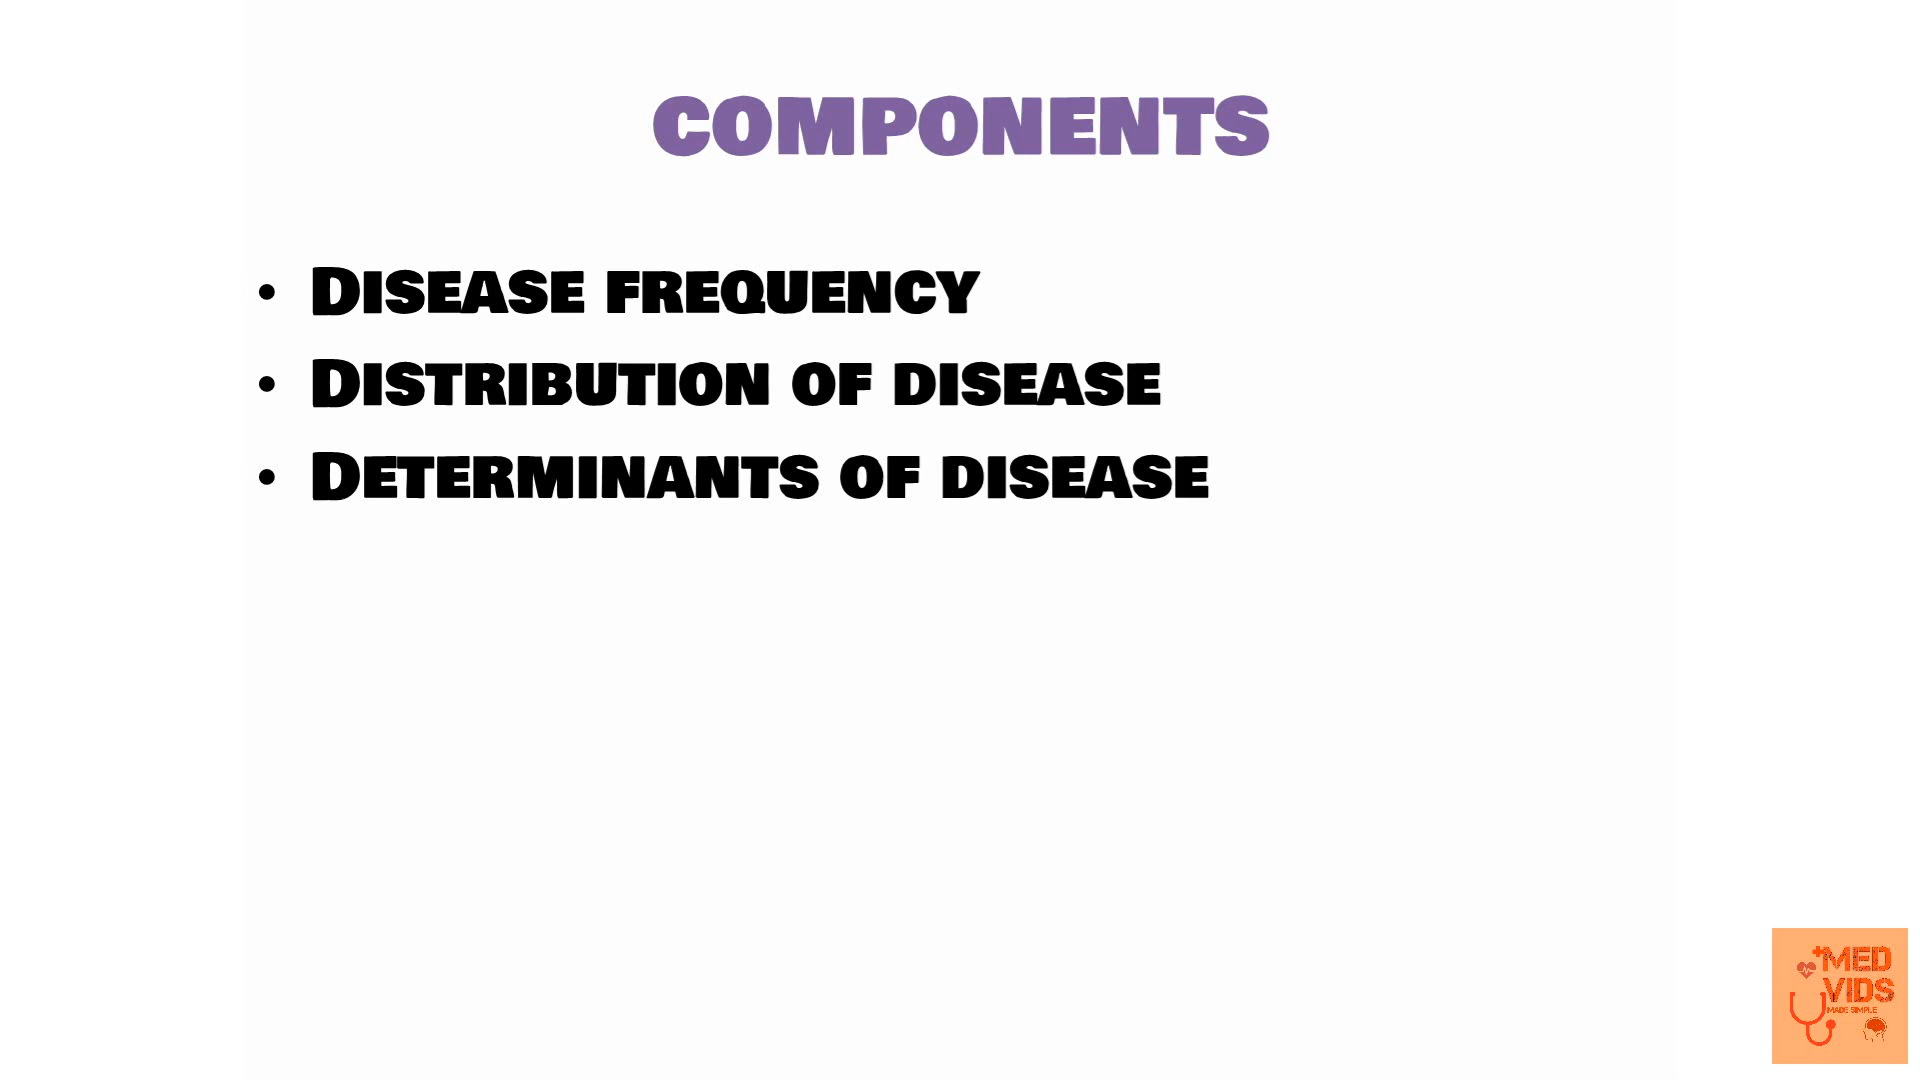 COMPONENTS
• DISEASE FREQUENCY
• DISTRIBUTION OF DISEASE
• DETERMINANTS OF DISEASE
MED
VIDS
MADE SIMPLE